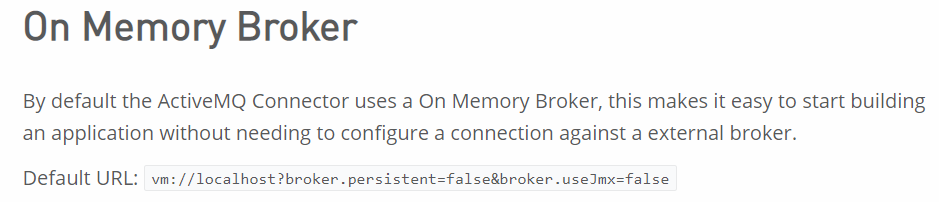 On Memory Broker
By default the ActiveMQ Connector uses a On Memory Broker, this makes it easy to start building
an application without needing to configure a connection against a external broker.
Default URL: vm://localhost?broker.persistent=false&broker.useJmx=false